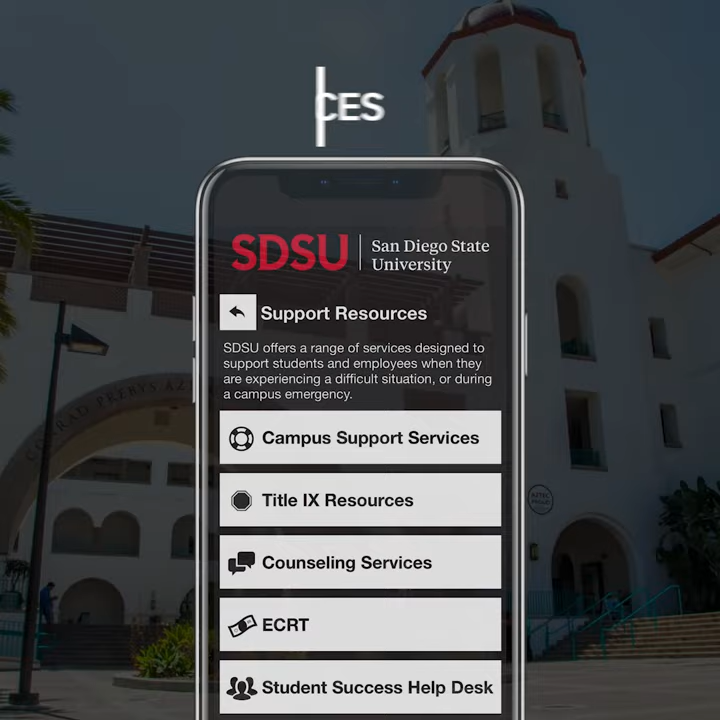 CES
SDSU
San Diego State
University
Support Resources
SDSU offers a range of services designed to
support students and employees when they
are experiencing a difficult situation, or during
a campus emergency.
CONRAD PREBYS
Campus Support Services
Title IX Resources
Counseling Services
ECRT
Student Success Help Desk